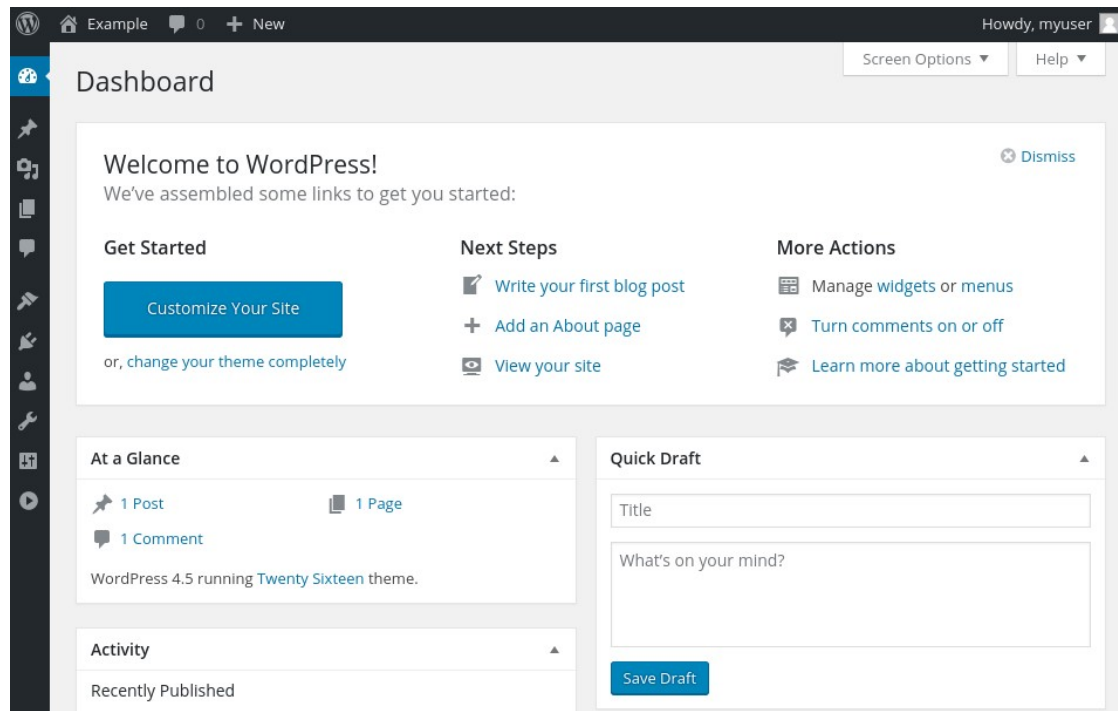 Example 0 New Howdy, myuser
Screen Options Help
Dashboard
Welcome to WordPress!
Dismiss
We've assembled some links to get you started:
Get Started
Customize Your Site
or, change your theme completely
Next Steps
Write your first blog post
Add an About page
View your site
More Actions
Manage widgets or menus
Turn comments on or off
Learn more about getting started
At a Glance
1 Post 1 Page
1 Comment
WordPress 4.5 running Twenty Sixteen theme.
Activity
Recently Published
Quick Draft
Title
What's on your mind?
Save Draft